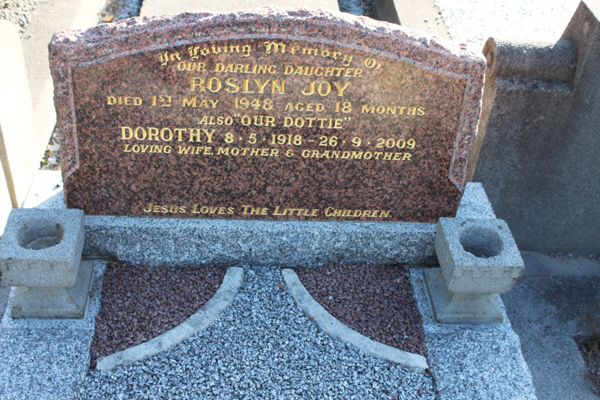 In Loving Memory Of
OUR DARLING DAUGHTER
ROSLYN JOY
DIED 1ST MAY 1948 AGED 18 MONTHS
ALSO "OUR DOTTIE"
DOROTHY 8·5·1918 – 26·9·2009
LOVING WIFE, MOTHER & GRANDMOTHER
JESUS LOVES THE LITTLE CHILDREN.